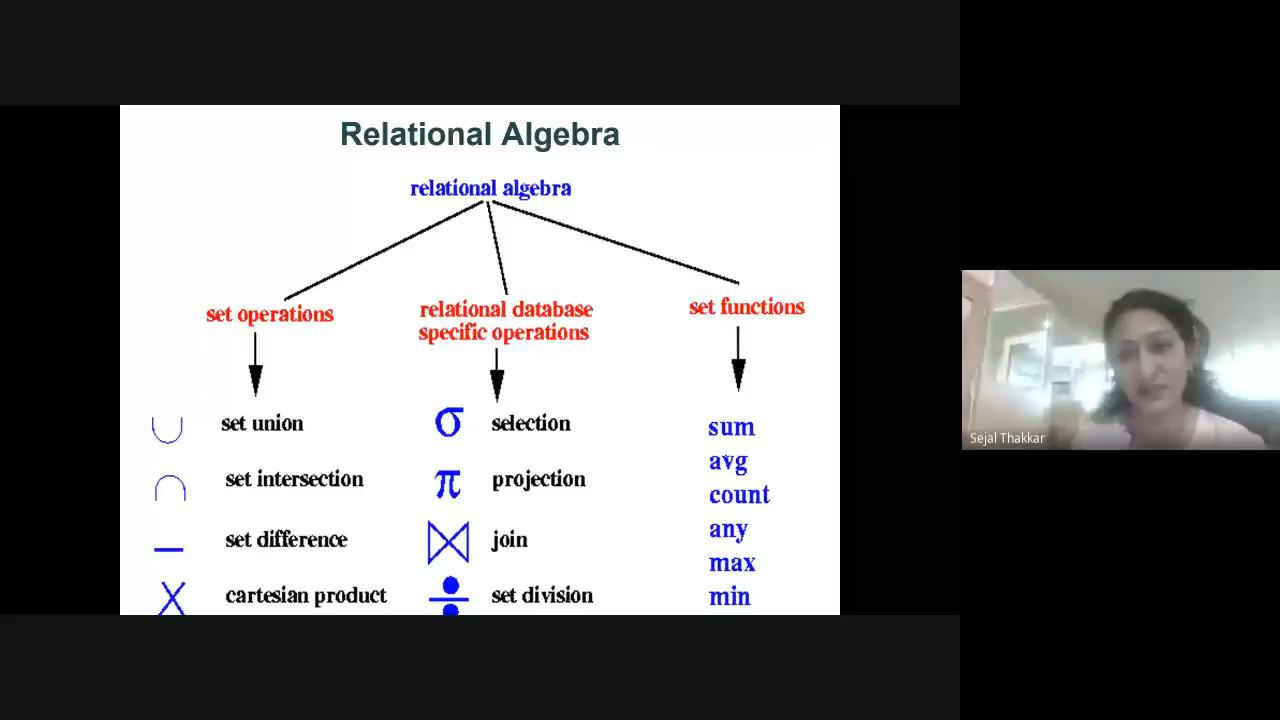 Relational Algebra
relational algebra
set operations
relational database
specific operations
set functions
∪ set union
∩ set intersection
— set difference
X cartesian product
σ selection
π projection
⋈ join
÷ set division
sum
avg
count
any
max
min
Sejal Thakkar